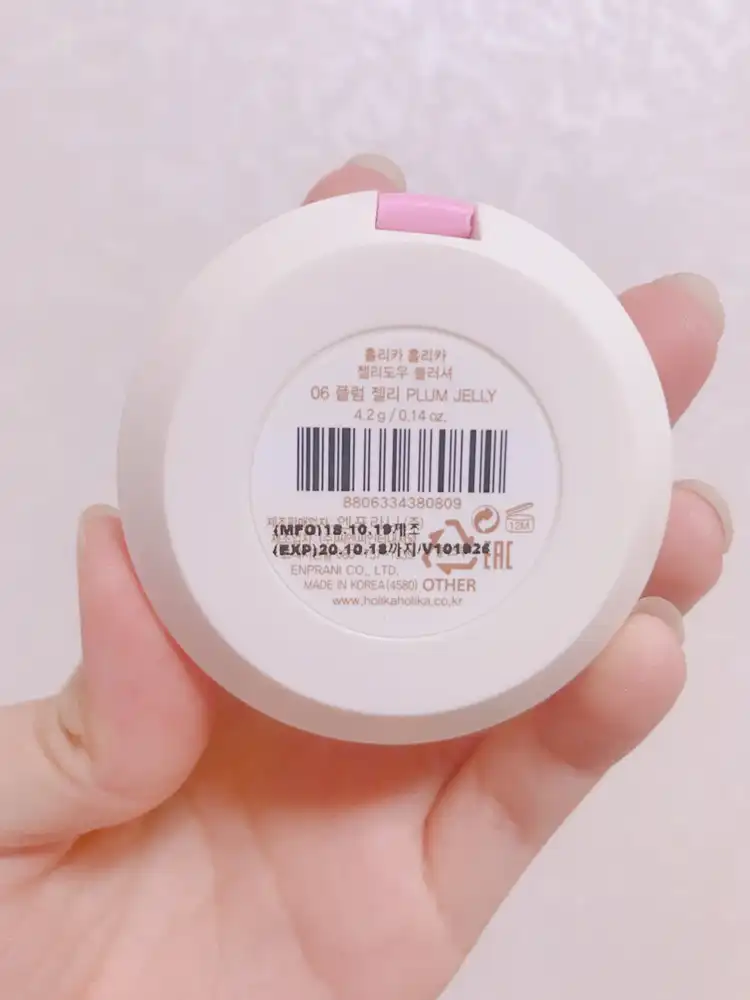 홀리카 홀리카
젤리도우 블러셔
06 플럼 젤리 PLUM JELLY
4.2 g / 0.14 oz.
8806334380809
12M
(MFO)18.10.19제조
(EXP)20.10.18까지/V101926
EAC
ENPRANI CO., LTD.
MADE IN KOREA(4580) OTHER
www.holikaholika.co.kr